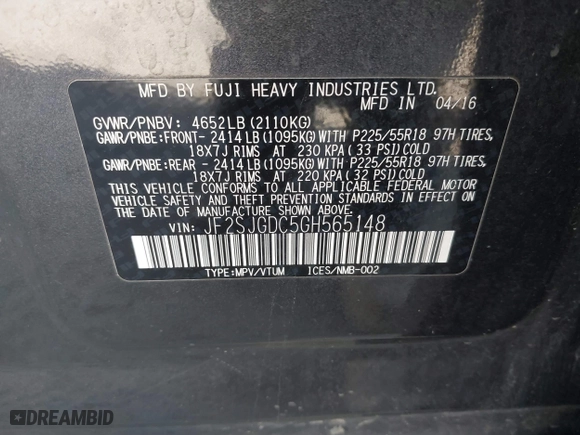 MFD BY FUJI HEAVY INDUSTRIES LTD.
MFD IN 04/16
GVWR/PNBV: 4652LB (2110KG)
GAWR/PNBE: FRONT- 2414 LB (1095KG) WITH P225/55R18 97H TIRES,
18X7J RIMS AT 230 KPA ( 33 PSI) COLD
GAWR/PNBE: REAR - 2414 LB (1095KG) WITH P225/55R18 97H TIRES,
18X7J RIMS AT 220 KPA ( 32 PSI) COLD
THIS VEHICLE CONFORMS TO ALL APPLICABLE FEDERAL MOTOR
VEHICLE SAFETY AND THEFT PREVENTION STANDARDS IN
EFFECT ON THE DATE OF MANUFACTURE SHOWN ABOVE.
VIN: JF2SJGDC5GH565148
TYPE:MPV/VTUM ICES/NMB-002
DREAMBID